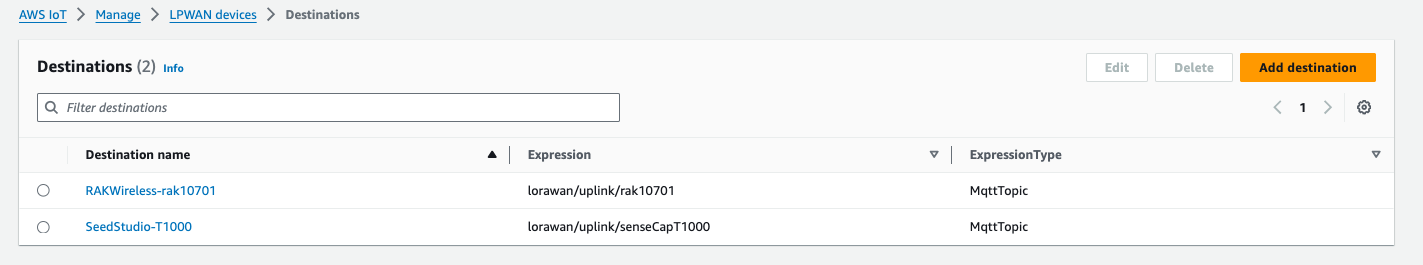 AWS IoT > Manage > LPWAN devices > Destinations
Destinations (2) Info
Edit Delete Add destination
Filter destinations
1
Destination name Expression ExpressionType
RAKWireless-rak10701 lorawan/uplink/rak10701 MqttTopic
SeedStudio-T1000 lorawan/uplink/senseCapT1000 MqttTopic